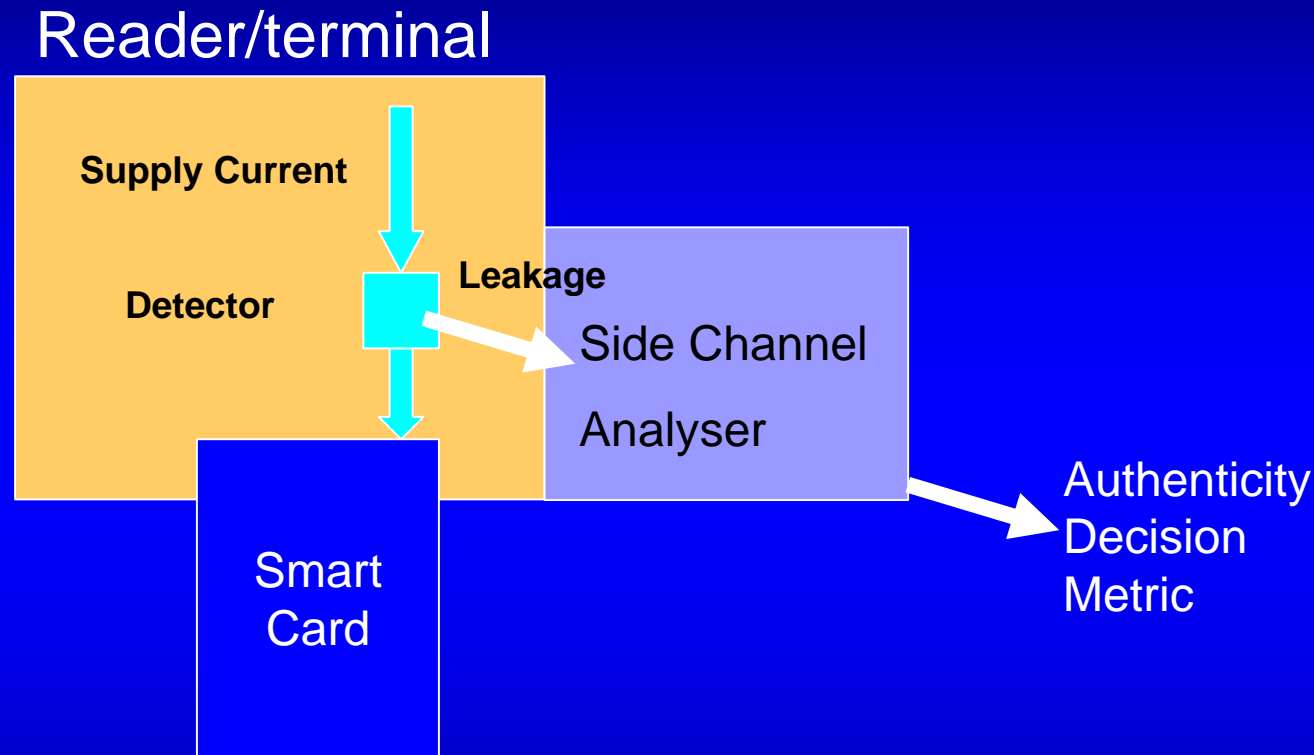 Reader/terminal
Supply Current
Leakage
Detector
Side Channel
Analyser
Authenticity
Decision
Metric
Smart
Card